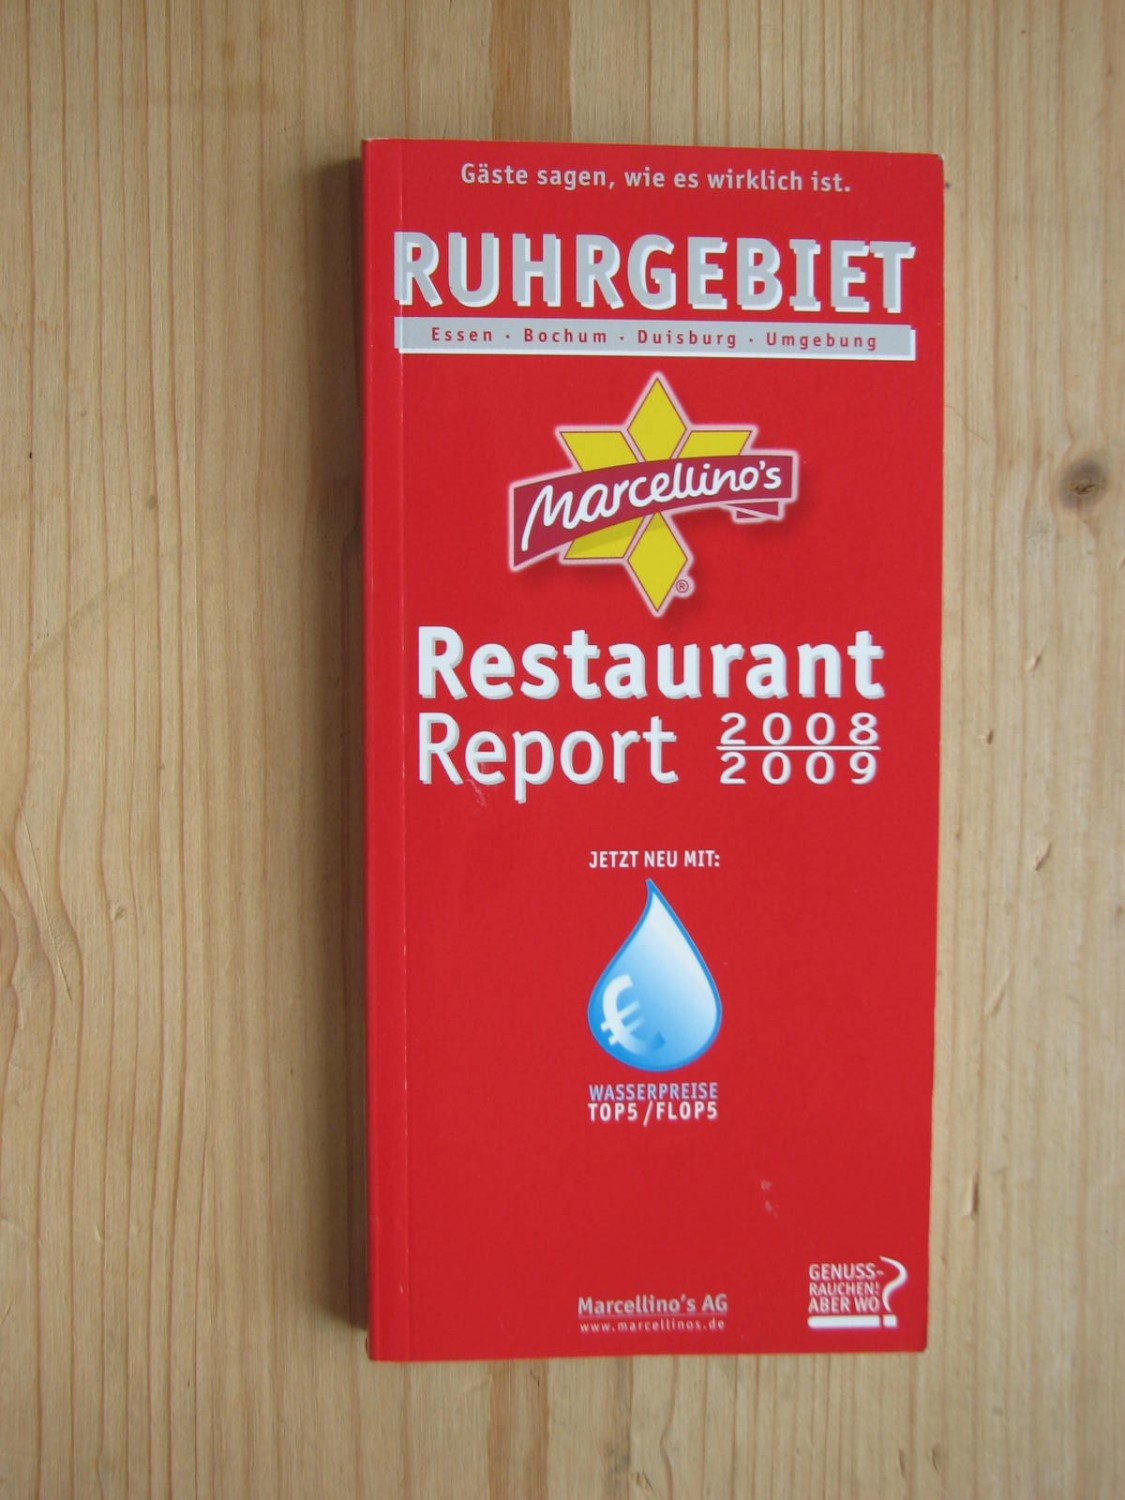 Gäste sagen, wie es wirklich ist.
RUHRGEBIET
Essen · Bochum · Duisburg · Umgebung
Marcellino's
®
Restaurant
Report 2008
2009
JETZT NEU MIT:
€
WASSERPREISE
TOP5/FLOP5
GENUSS-
RAUCHEN!
ABER WO?
Marcellino's AG
www.marcellinos.de